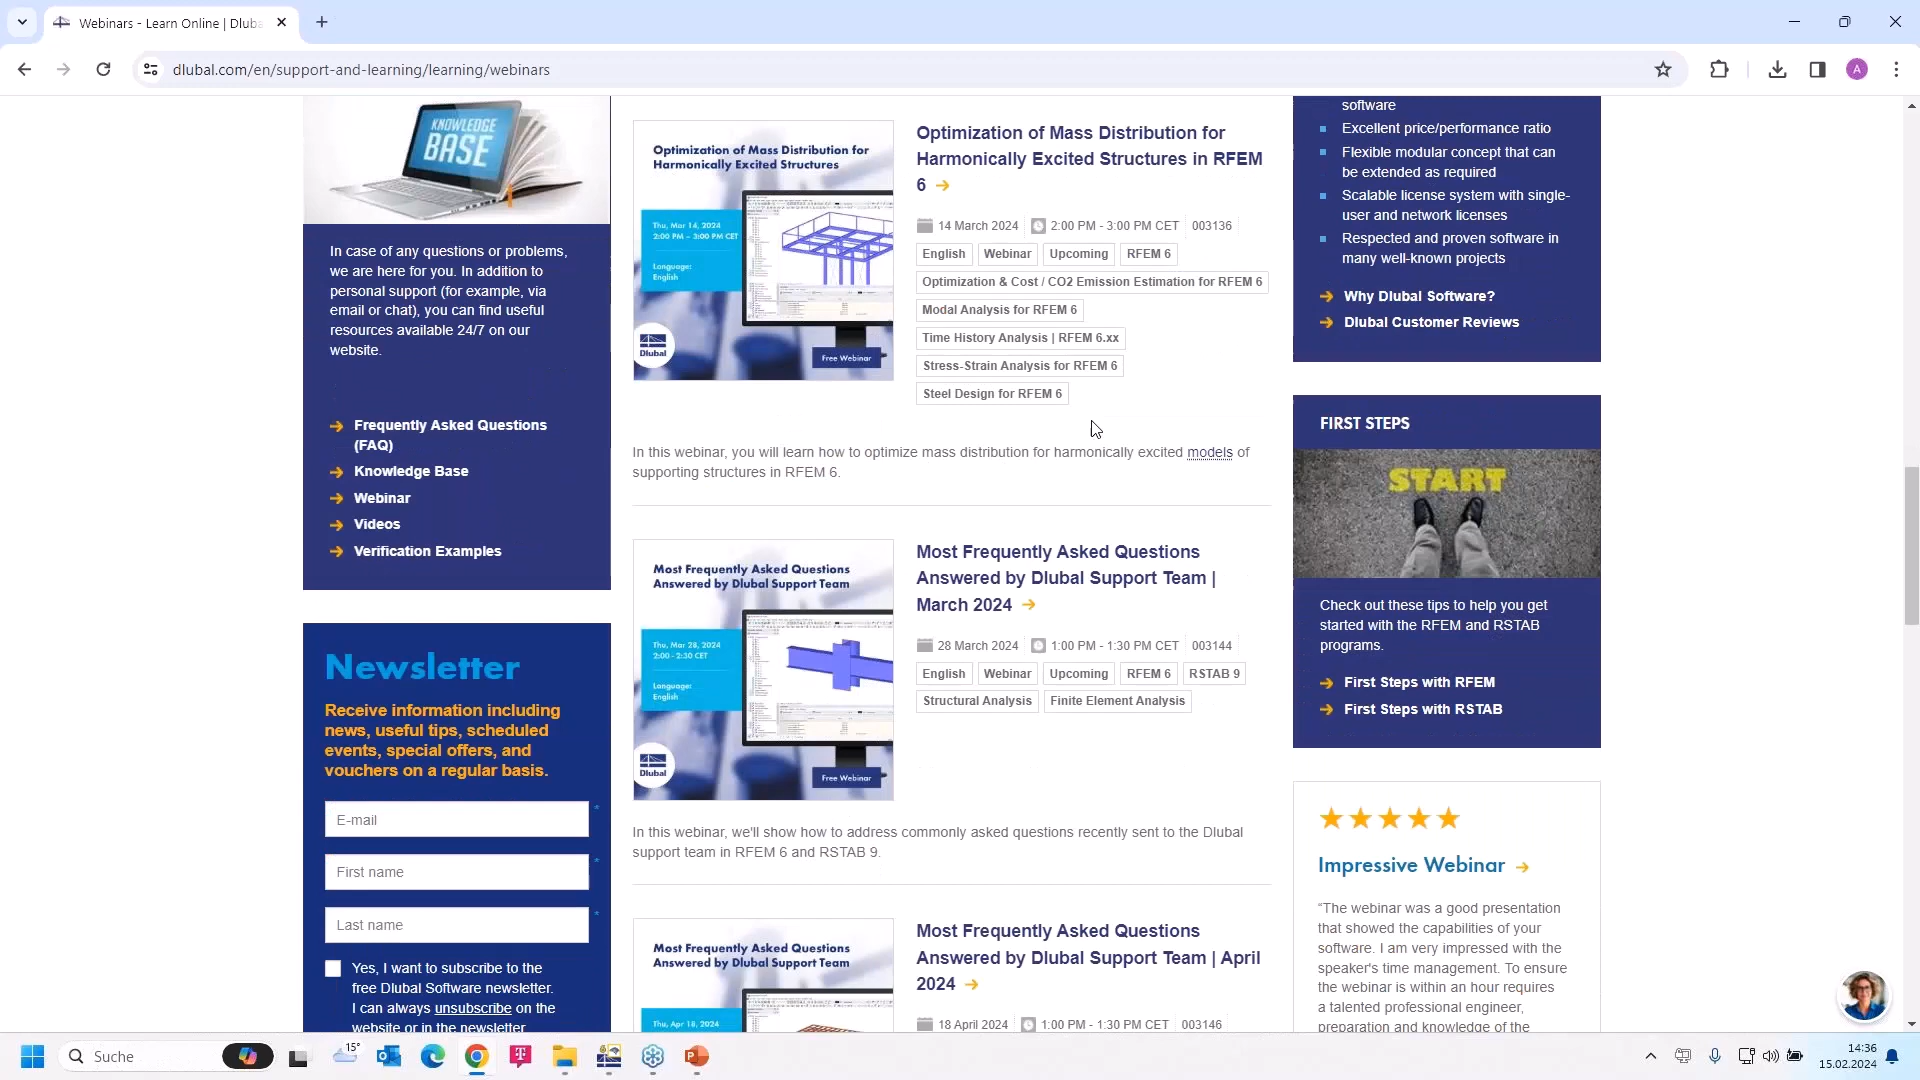 Webinars - Learn Online | Dluba
dlubal.com/en/support-and-learning/learning/webinars
A
KNOWLEDGE
BASE
In case of any questions or problems,
we are here for you. In addition to
personal support (for example, via
email or chat), you can find useful
resources available 24/7 on our
website.
Frequently Asked Questions
(FAQ)
Knowledge Base
Webinar
Videos
Verification Examples
Newsletter
Receive information including
news, useful tips, scheduled
events, special offers, and
vouchers on a regular basis.
E-mail
*
First name
*
Last name
*
Yes, I want to subscribe to the
free Dlubal Software newsletter.
I can always unsubscribe on the
website or in the newsletter
Optimization of Mass Distribution for
Harmonically Excited Structures
Thu, Mar 14, 2024
2:00 PM – 3:00 PM CET
Language:
English
Dlubal
Free Webinar
Optimization of Mass Distribution for
Harmonically Excited Structures in RFEM
6
14 March 2024 2:00 PM - 3:00 PM CET 003136
English Webinar Upcoming RFEM 6
Optimization & Cost / CO2 Emission Estimation for RFEM 6
Modal Analysis for RFEM 6
Time History Analysis | RFEM 6.xx
Stress-Strain Analysis for RFEM 6
Steel Design for RFEM 6
In this webinar, you will learn how to optimize mass distribution for harmonically excited models of
supporting structures in RFEM 6.
Most Frequently Asked Questions
Answered by Dlubal Support Team
Thu, Mar 28, 2024
2:00 - 2:30 PM CET
Language:
English
Dlubal
Free Webinar
Most Frequently Asked Questions
Answered by Dlubal Support Team |
March 2024
28 March 2024 1:00 PM - 1:30 PM CET 003144
English Webinar Upcoming RFEM 6 RSTAB 9
Structural Analysis Finite Element Analysis
In this webinar, we'll show how to address commonly asked questions recently sent to the Dlubal
support team in RFEM 6 and RSTAB 9.
Most Frequently Asked Questions
Answered by Dlubal Support Team
Thu, Apr 18, 2024
Most Frequently Asked Questions
Answered by Dlubal Support Team | April
2024
18 April 2024 1:00 PM - 1:30 PM CET 003146
software
Excellent price/performance ratio
Flexible modular concept that can
be extended as required
Scalable license system with single-
user and network licenses
Respected and proven software in
many well-known projects
Why Dlubal Software?
Dlubal Customer Reviews
FIRST STEPS
START
Check out these tips to help you get
started with the RFEM and RSTAB
programs.
First Steps with RFEM
First Steps with RSTAB
Impressive Webinar
“The webinar was a good presentation
that showed the capabilities of your
software. I am very impressed with the
speaker's time management. To ensure
the webinar is within an hour requires
a talented professional engineer,
preparation and knowledge of the
Suche
15°
14:36
15.02.2024